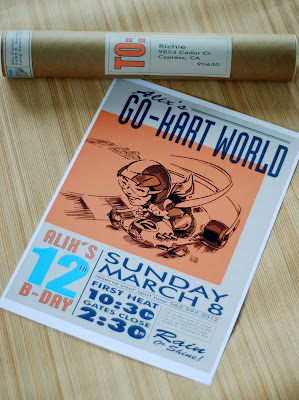 TO:
Richie
9853 Cedar Ct.
Cypress, CA
90630
Alix's
GO-KART WORLD
ALIX'S
12TH
B-DAY
SUNDAY
MARCH 8
FIRST HEAT
10:30
GATES CLOSE
2:30
Rain
or Shine!